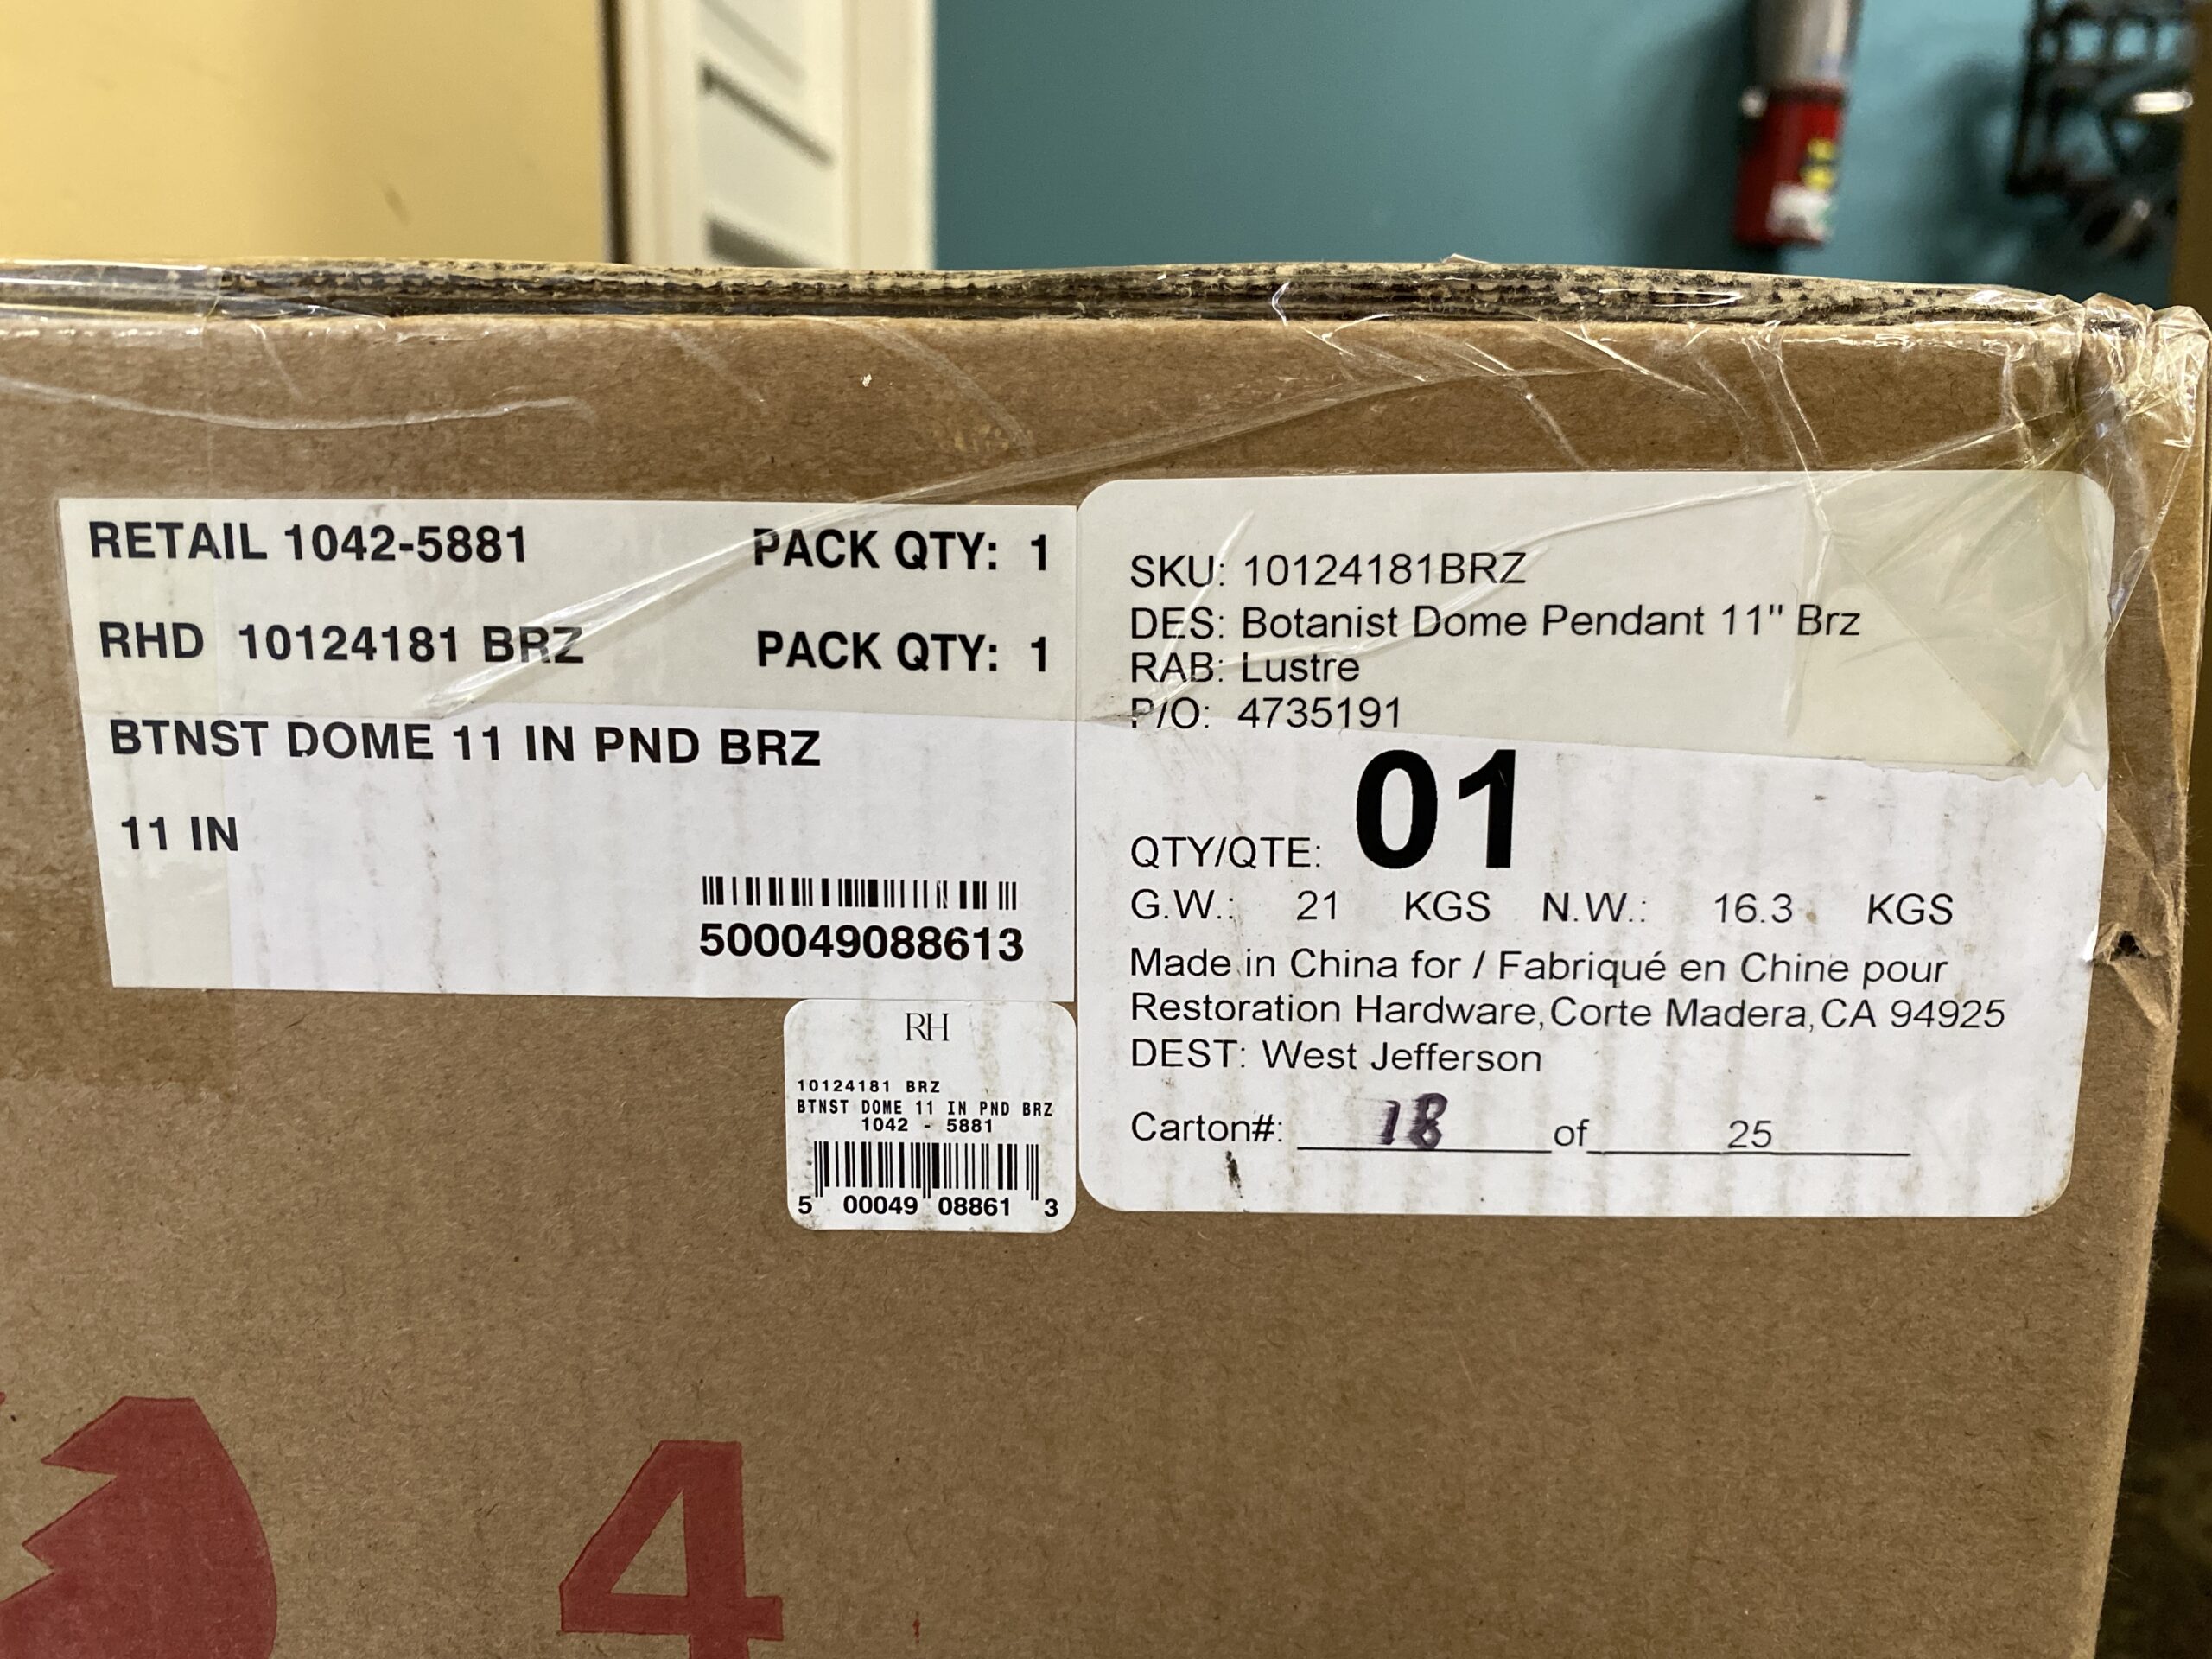 RETAIL 1042-5881 PACK QTY: 1
RHD 10124181 BRZ PACK QTY: 1
BTNST DOME 11 IN PND BRZ
11 IN
500049088613
RH
10124181 BRZ
BTNST DOME 11 IN PND BRZ
1042 - 5881
5 00049 08861 3
SKU: 10124181BRZ
DES: Botanist Dome Pendant 11" Brz
RAB: Lustre
P/O: 4735191
QTY/QTE: 01
G.W.: 21 KGS N.W.: 16.3 KGS
Made in China for / Fabriqué en Chine pour
Restoration Hardware,Corte Madera,CA 94925
DEST: West Jefferson
Carton#: 18 of 25
4